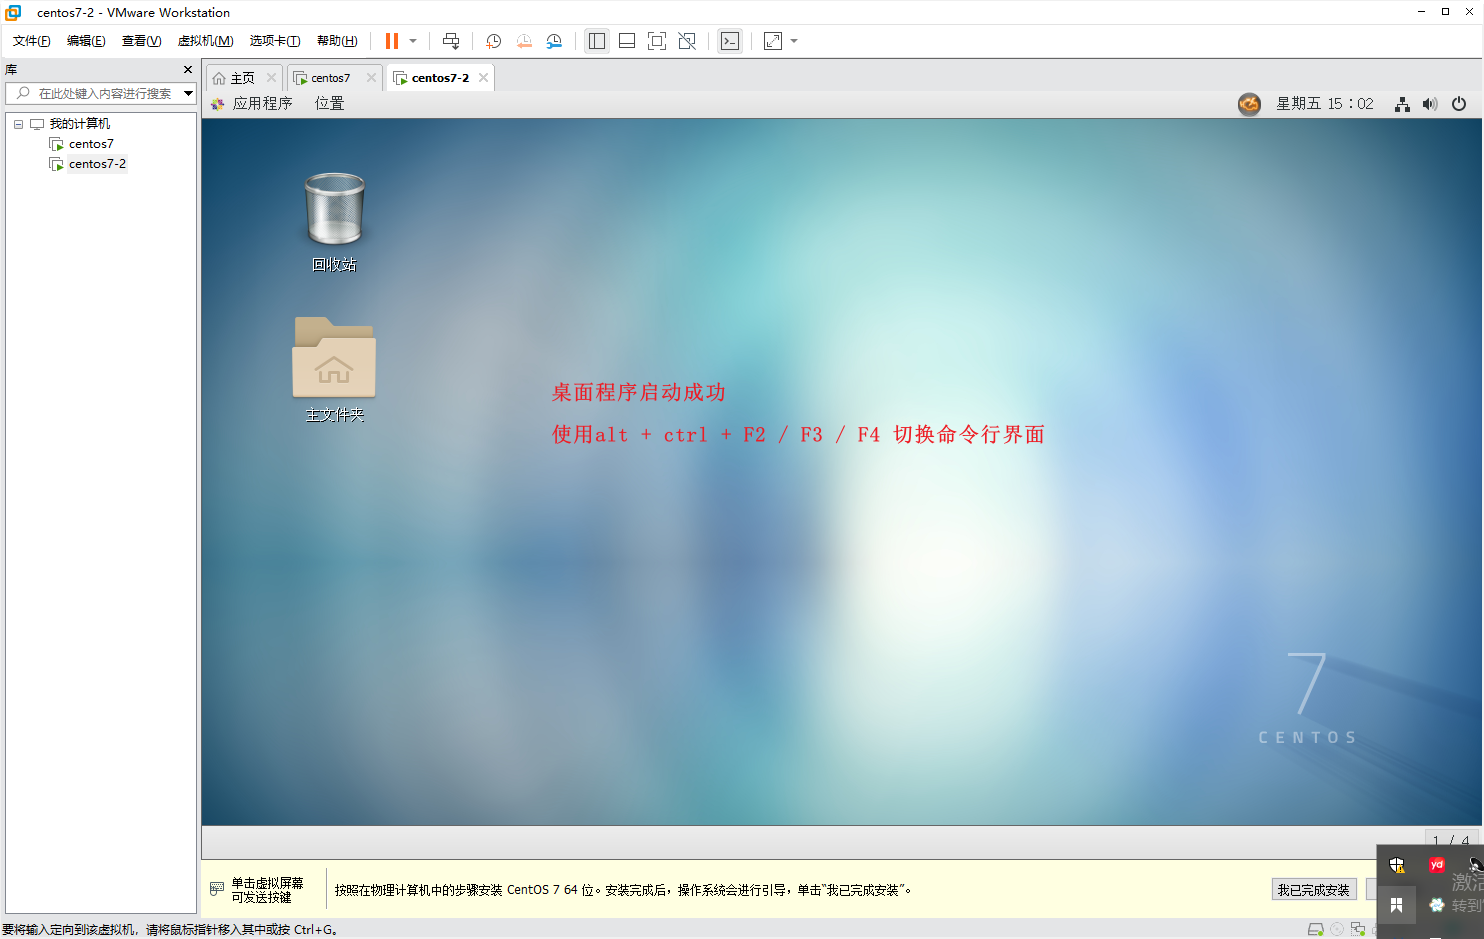 centos7-2 - VMware Workstation
文件(F) 编辑(E) 查看(V) 虚拟机(M) 选项卡(T) 帮助(H)
库
在此处键入内容进行搜索
我的计算机
centos7
centos7-2
主页 centos7 centos7-2
应用程序 位置 星期五 15：02
回收站
主文件夹
桌面程序启动成功
使用alt + ctrl + F2 / F3 / F4 切换命令行界面
7
CENTOS
1 / 4
单击虚拟屏幕
可发送按键
按照在物理计算机中的步骤安装 CentOS 7 64 位。安装完成后，操作系统会进行引导，单击“我已完成安装”。
我已完成安装
yd
激活
转到
要将输入定向到该虚拟机，请将鼠标指针移入其中或按 Ctrl+G。